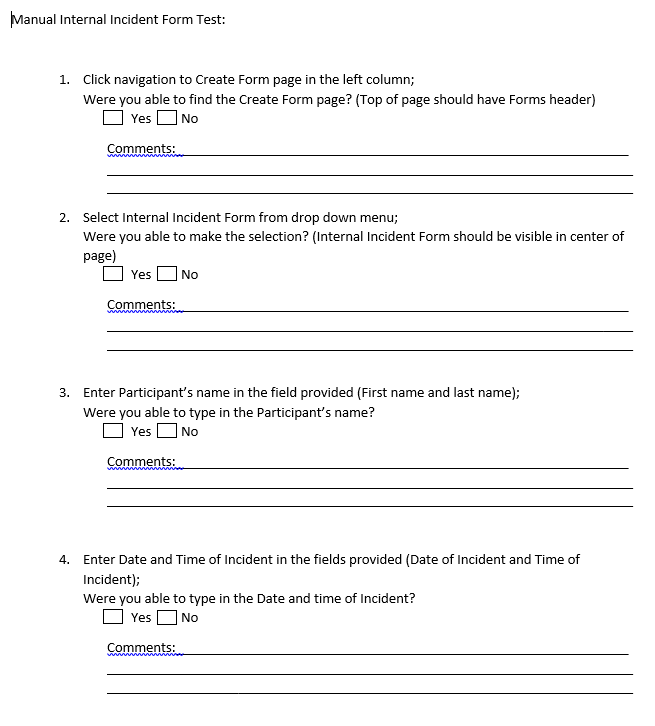 Manual Internal Incident Form Test:
1. Click navigation to Create Form page in the left column;
Were you able to find the Create Form page? (Top of page should have Forms header)
Yes No
Comments:
2. Select Internal Incident Form from drop down menu;
Were you able to make the selection? (Internal Incident Form should be visible in center of
page)
Yes No
Comments:
3. Enter Participant's name in the field provided (First name and last name);
Were you able to type in the Participant's name?
Yes No
Comments:
4. Enter Date and Time of Incident in the fields provided (Date of Incident and Time of
Incident);
Were you able to type in the Date and time of Incident?
Yes No
Comments: